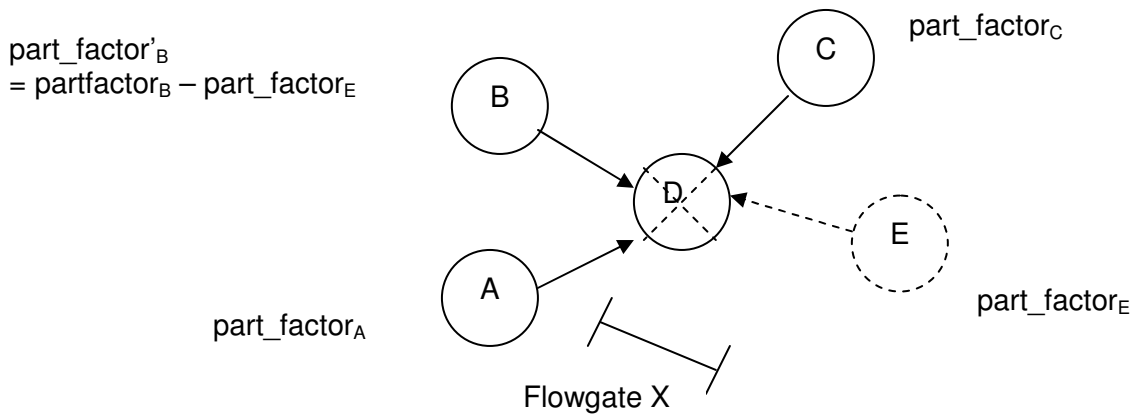 part_factor’B
= partfactorB – part_factorE
B
C
part_factorC
D
E
A
part_factorA
part_factorE
Flowgate X